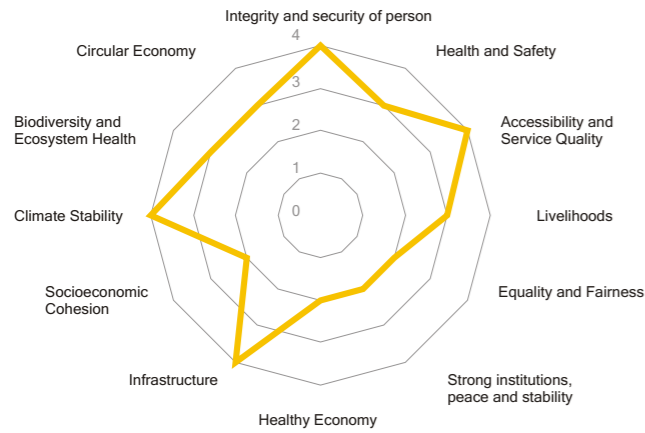 Integrity and security of person
4
Circular Economy
Health and Safety
3
Biodiversity and
Ecosystem Health
Accessibility and
Service Quality
2
1
0
Climate Stability
Livelihoods
Socioeconomic
Cohesion
Equality and Fairness
Infrastructure
Strong institutions,
peace and stability
Healthy Economy